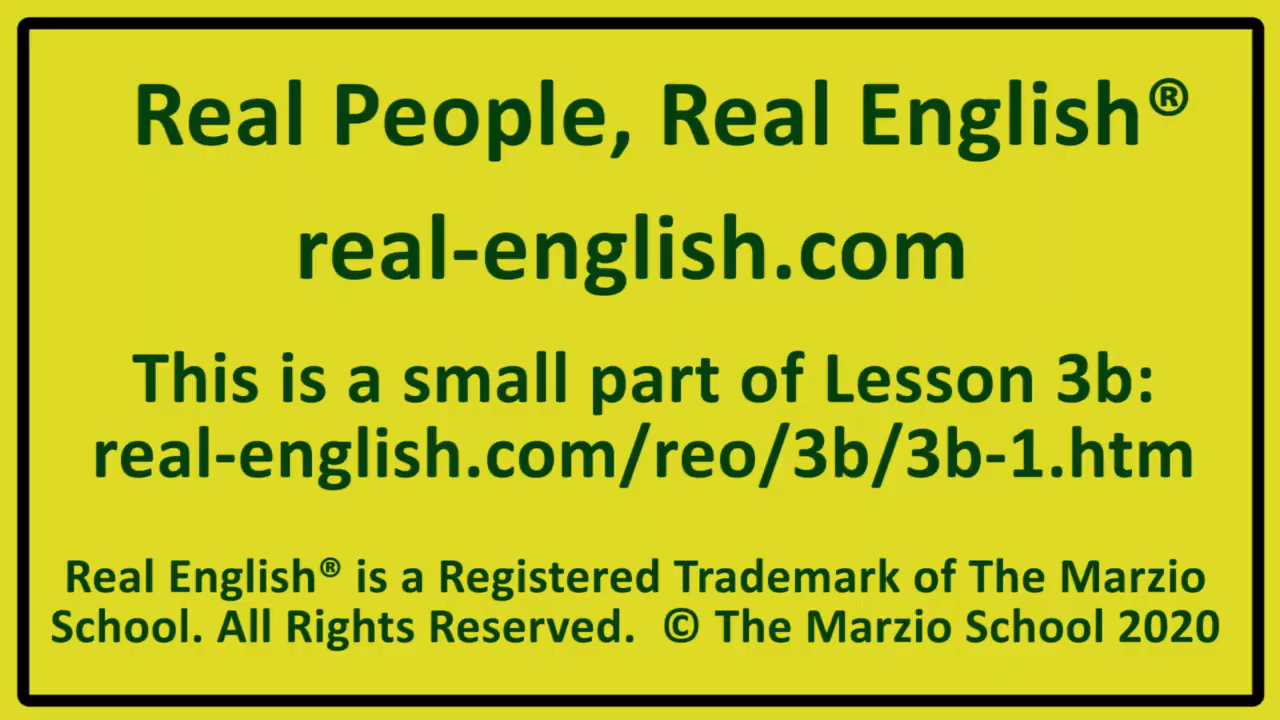 Real People, Real English®
real-english.com
This is a small part of Lesson 3b:
real-english.com/reo/3b/3b-1.htm
Real English® is a Registered Trademark of The Marzio
School. All Rights Reserved.  © The Marzio School 2020